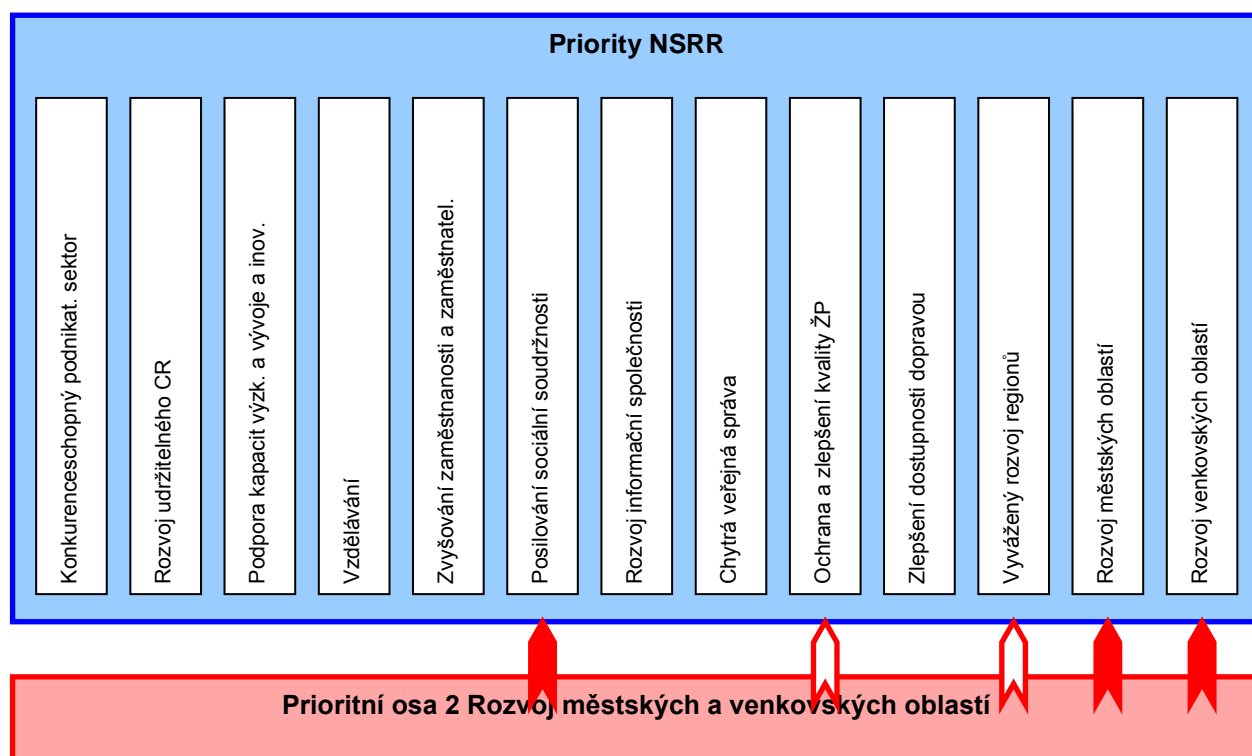 Priority NSRR
Konkurenceschopný podnikat. sektor
Rozvoj udržitelného CR
Podpora kapacit výzk. a vývoje a inov.
Vzdělávání
Zvyšování zaměstnanosti a zaměstnatel.
Posilování sociální soudržnosti
Rozvoj informační společnosti
Chytrá veřejná správa
Ochrana a zlepšení kvality ŽP
Zlepšení dostupnosti dopravou
Vyvážený rozvoj regionů
Rozvoj městských oblastí
Rozvoj venkovských oblastí
Prioritní osa 2 Rozvoj městských a venkovských oblastí